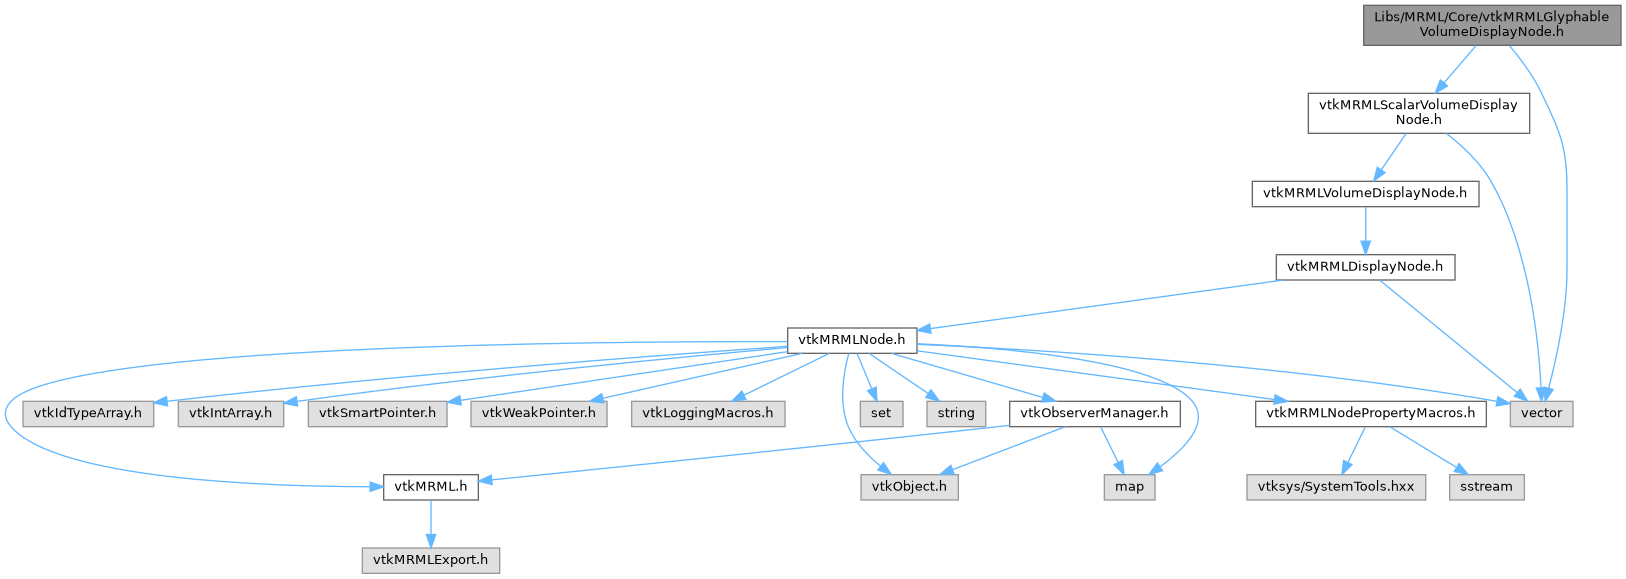 Libs/MRML/Core/vtkMRMLGlyphable
VolumeDisplayNode.h
vtkMRMLScalarVolumeDisplay
Node.h
vtkMRMLVolumeDisplayNode.h
vtkMRMLDisplayNode.h
vtkMRMLNode.h
vtkIdTypeArray.h
vtkIntArray.h
vtkSmartPointer.h
vtkWeakPointer.h
vtkLoggingMacros.h
set
string
vtkObserverManager.h
vtkMRMLNodePropertyMacros.h
vector
vtkMRML.h
vtkObject.h
map
vtksys/SystemTools.hxx
sstream
vtkMRMLExport.h